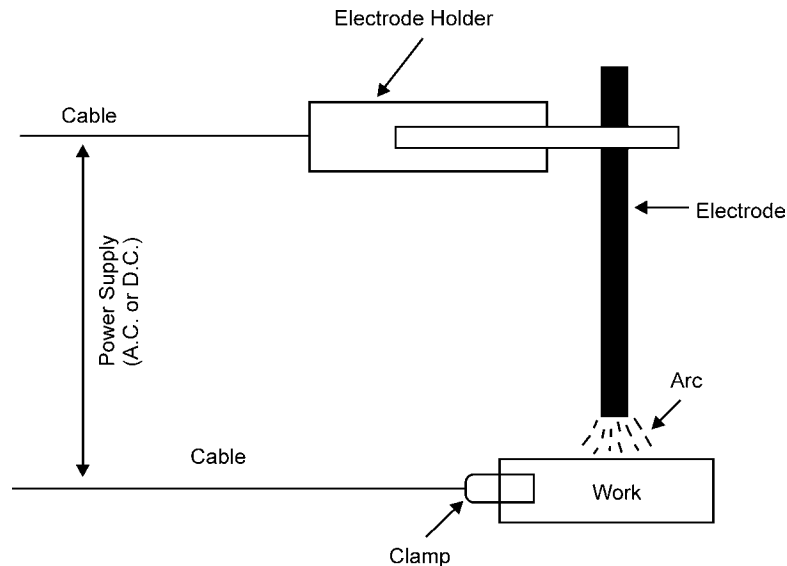 Electrode Holder
Cable
Electrode
Power Supply
(A.C. or D.C.)
Arc
Cable
Work
Clamp